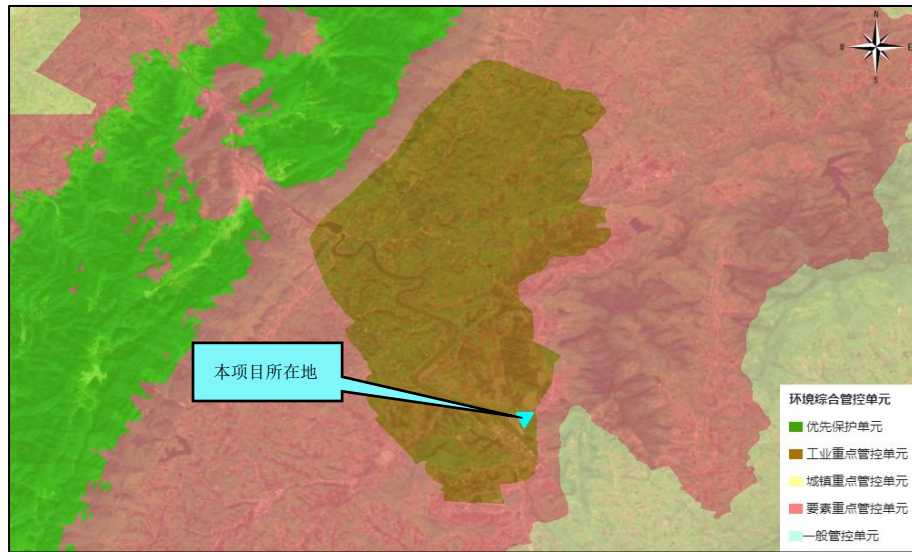 N
W
E
S
本项目所在地
环境综合管控单元
优先保护单元
工业重点管控单元
城镇重点管控单元
要素重点管控单元
一般管控单元